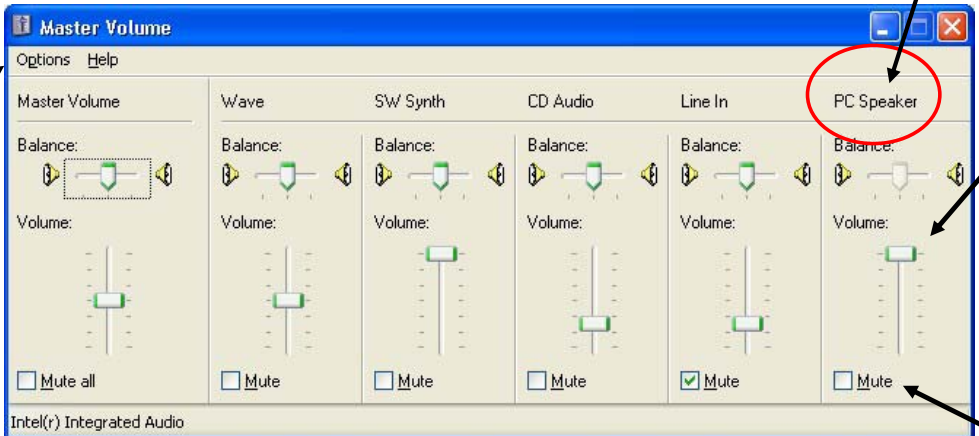 Master Volume
Options Help
Master Volume Wave SW Synth CD Audio Line In PC Speaker
Balance: Balance: Balance: Balance: Balance: Balance:
Volume: Volume: Volume: Volume: Volume: Volume:
Mute all Mute Mute Mute Mute Mute
Intel(r) Integrated Audio